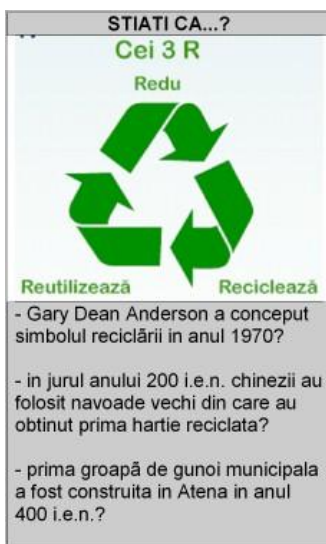 STIATI CA...?
Cei 3 R
Redu
Reutilizează
Reciclează
- Gary Dean Anderson a conceput
simbolul reciclării in anul 1970?
- in jurul anului 200 i.e.n. chinezii au
folosit navoade vechi din care au
obtinut prima hartie reciclata?
- prima groapă de gunoi municipala
a fost construita in Atena in anul
400 i.e.n.?